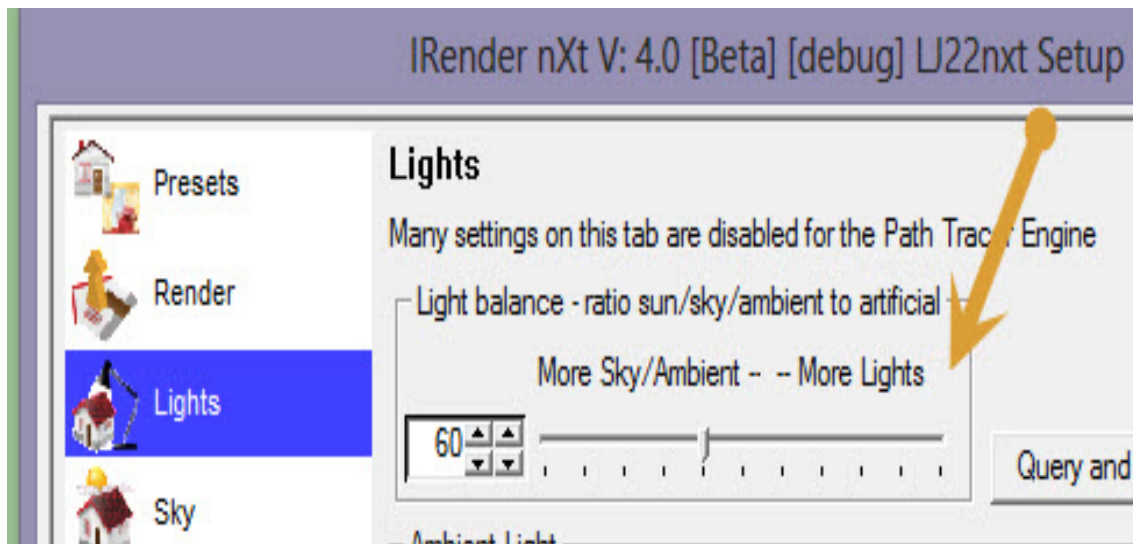 IRender nXt V: 4.0 [Beta] [debug] LJ22nxt Setup
Presets
Render
Lights
Sky
Lights
Many settings on this tab are disabled for the Path Tracer Engine
Light balance - ratio sun/sky/ambient to artificial
More Sky/Ambient -- -- More Lights
60
Query and
Ambient Light